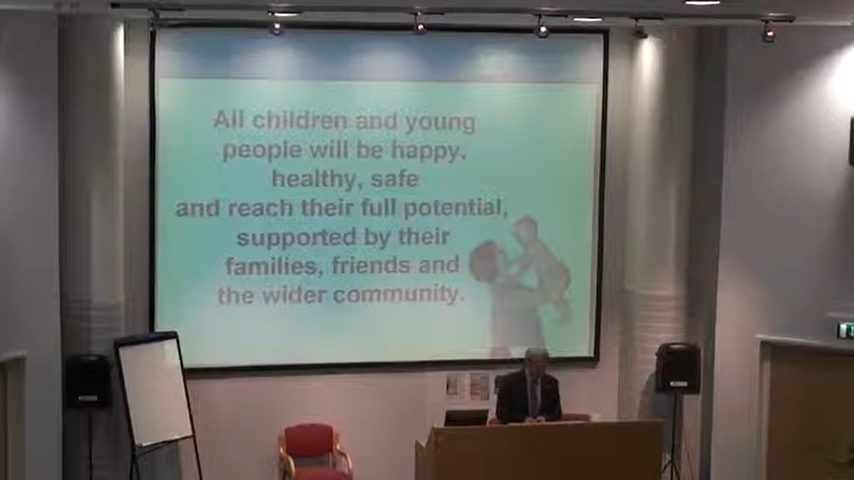 All children and young
people will be happy,
healthy, safe
and reach their full potential,
supporting by their
families, friends and
the wider community.